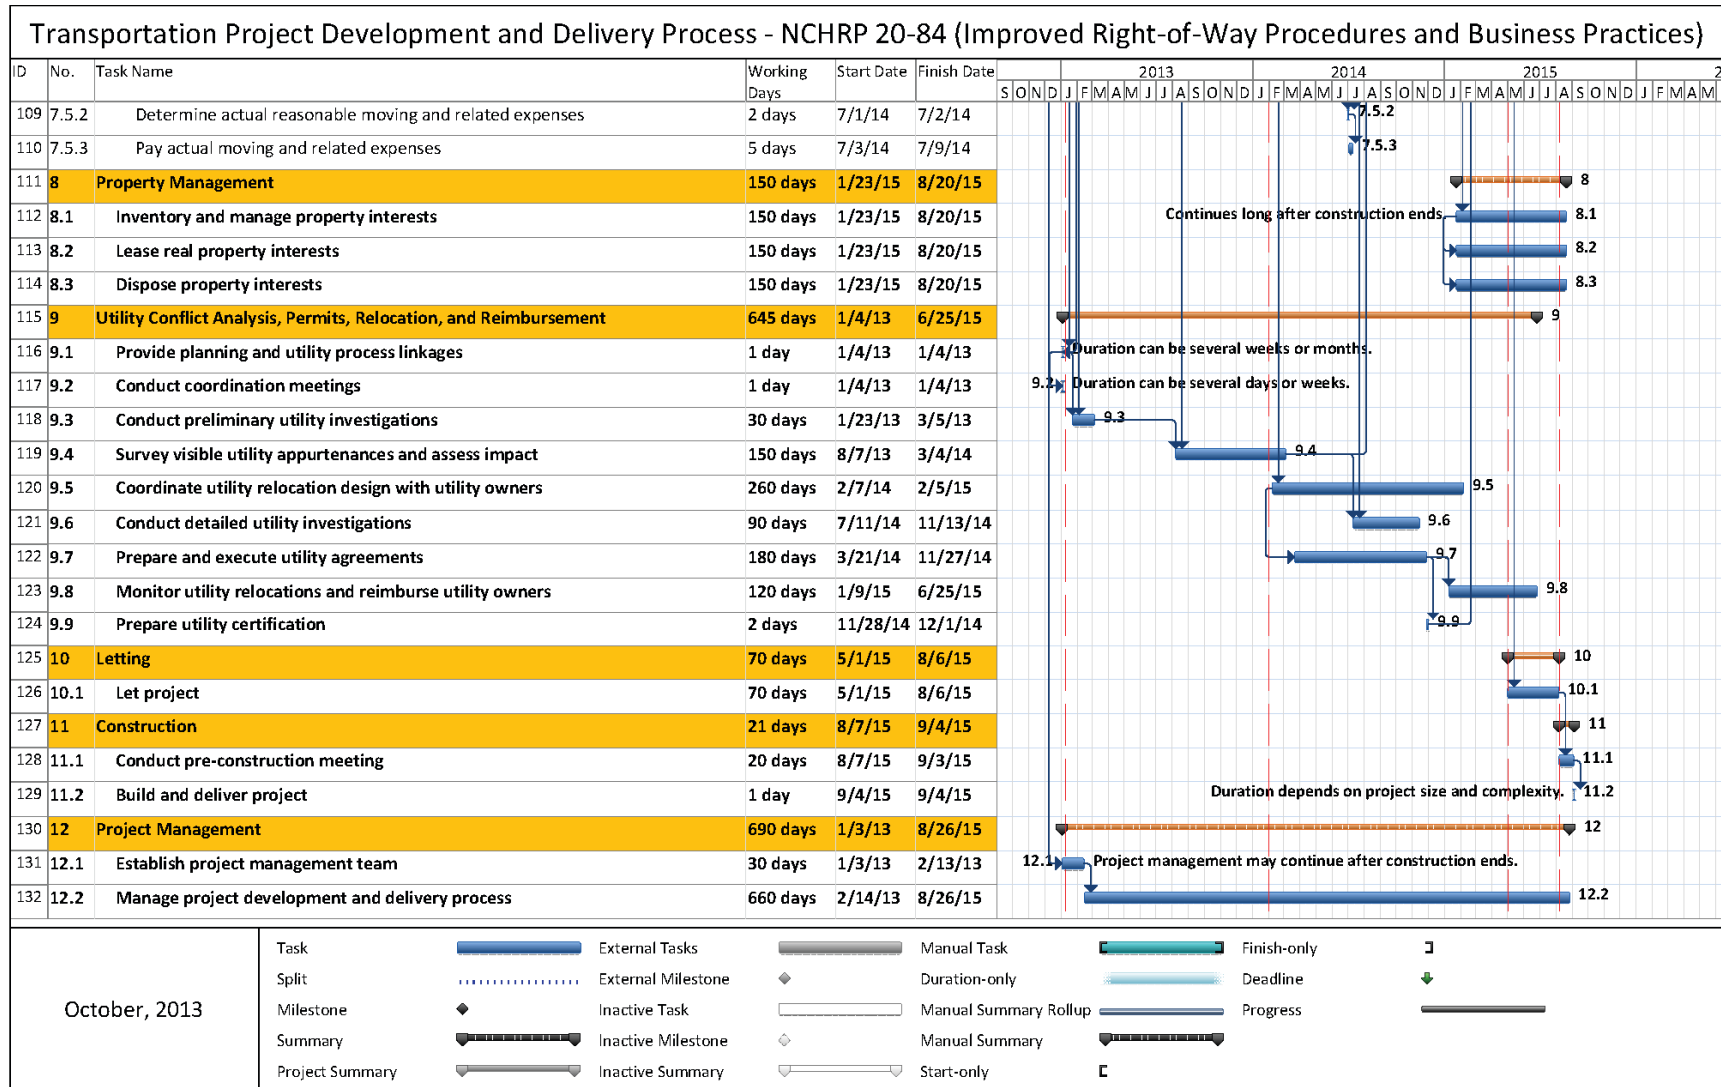 Transportation Project Development and Delivery Process - NCHRP 20-84 (Improved Right-of-Way Procedures and Business Practices)
ID No. Task Name Working Days Start Date Finish Date 2013 2014 2015 2
S O N D J F M A M J J A S O N D J F M A M J J A S O N D J F M A M J J A S O N D J F M A M
109 7.5.2 Determine actual reasonable moving and related expenses 2 days 7/1/14 7/2/14 7.5.2
110 7.5.3 Pay actual moving and related expenses 5 days 7/3/14 7/9/14 7.5.3
111 8 Property Management 150 days 1/23/15 8/20/15 8
112 8.1 Inventory and manage property interests 150 days 1/23/15 8/20/15 Continues long after construction ends. 8.1
113 8.2 Lease real property interests 150 days 1/23/15 8/20/15 8.2
114 8.3 Dispose property interests 150 days 1/23/15 8/20/15 8.3
115 9 Utility Conflict Analysis, Permits, Relocation, and Reimbursement 645 days 1/4/13 6/25/15 9
116 9.1 Provide planning and utility process linkages 1 day 1/4/13 1/4/13 Duration can be several weeks or months.
117 9.2 Conduct coordination meetings 1 day 1/4/13 1/4/13 9.2 Duration can be several days or weeks.
118 9.3 Conduct preliminary utility investigations 30 days 1/23/13 3/5/13 9.3
119 9.4 Survey visible utility appurtenances and assess impact 150 days 8/7/13 3/4/14 9.4
120 9.5 Coordinate utility relocation design with utility owners 260 days 2/7/14 2/5/15 9.5
121 9.6 Conduct detailed utility investigations 90 days 7/11/14 11/13/14 9.6
122 9.7 Prepare and execute utility agreements 180 days 3/21/14 11/27/14 9.7
123 9.8 Monitor utility relocations and reimburse utility owners 120 days 1/9/15 6/25/15 9.8
124 9.9 Prepare utility certification 2 days 11/28/14 12/1/14 9.9
125 10 Letting 70 days 5/1/15 8/6/15 10
126 10.1 Let project 70 days 5/1/15 8/6/15 10.1
127 11 Construction 21 days 8/7/15 9/4/15 11
128 11.1 Conduct pre-construction meeting 20 days 8/7/15 9/3/15 11.1
129 11.2 Build and deliver project 1 day 9/4/15 9/4/15 Duration depends on project size and complexity. 11.2
130 12 Project Management 690 days 1/3/13 8/26/15 12
131 12.1 Establish project management team 30 days 1/3/13 2/13/13 12.1 Project management may continue after construction ends.
132 12.2 Manage project development and delivery process 660 days 2/14/13 8/26/15 12.2
October, 2013
Task External Tasks Manual Task Finish-only
Split External Milestone Duration-only Deadline
Milestone Inactive Task Manual Summary Rollup Progress
Summary Inactive Milestone Manual Summary
Project Summary Inactive Summary Start-only